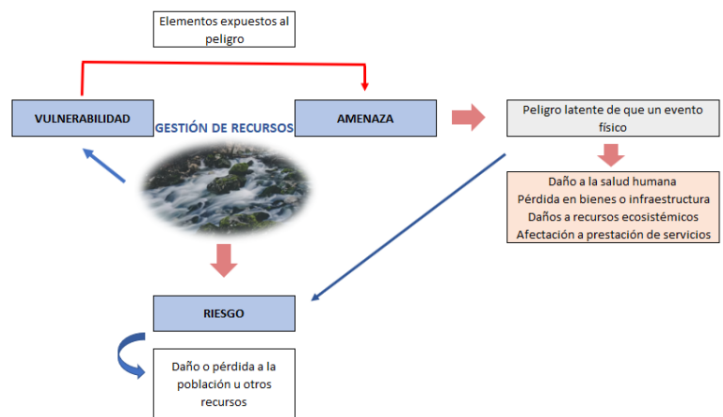 Elementos expuestos al
peligro
VULNERABILIDAD
GESTIÓN DE RECURSOS
AMENAZA
Peligro latente de que un evento
físico
Daño a la salud humana
Pérdida en bienes o infraestructura
Daños a recursos ecosistémicos
Afectación a prestación de servicios
RIESGO
Daño o pérdida a la
población u otros
recursos